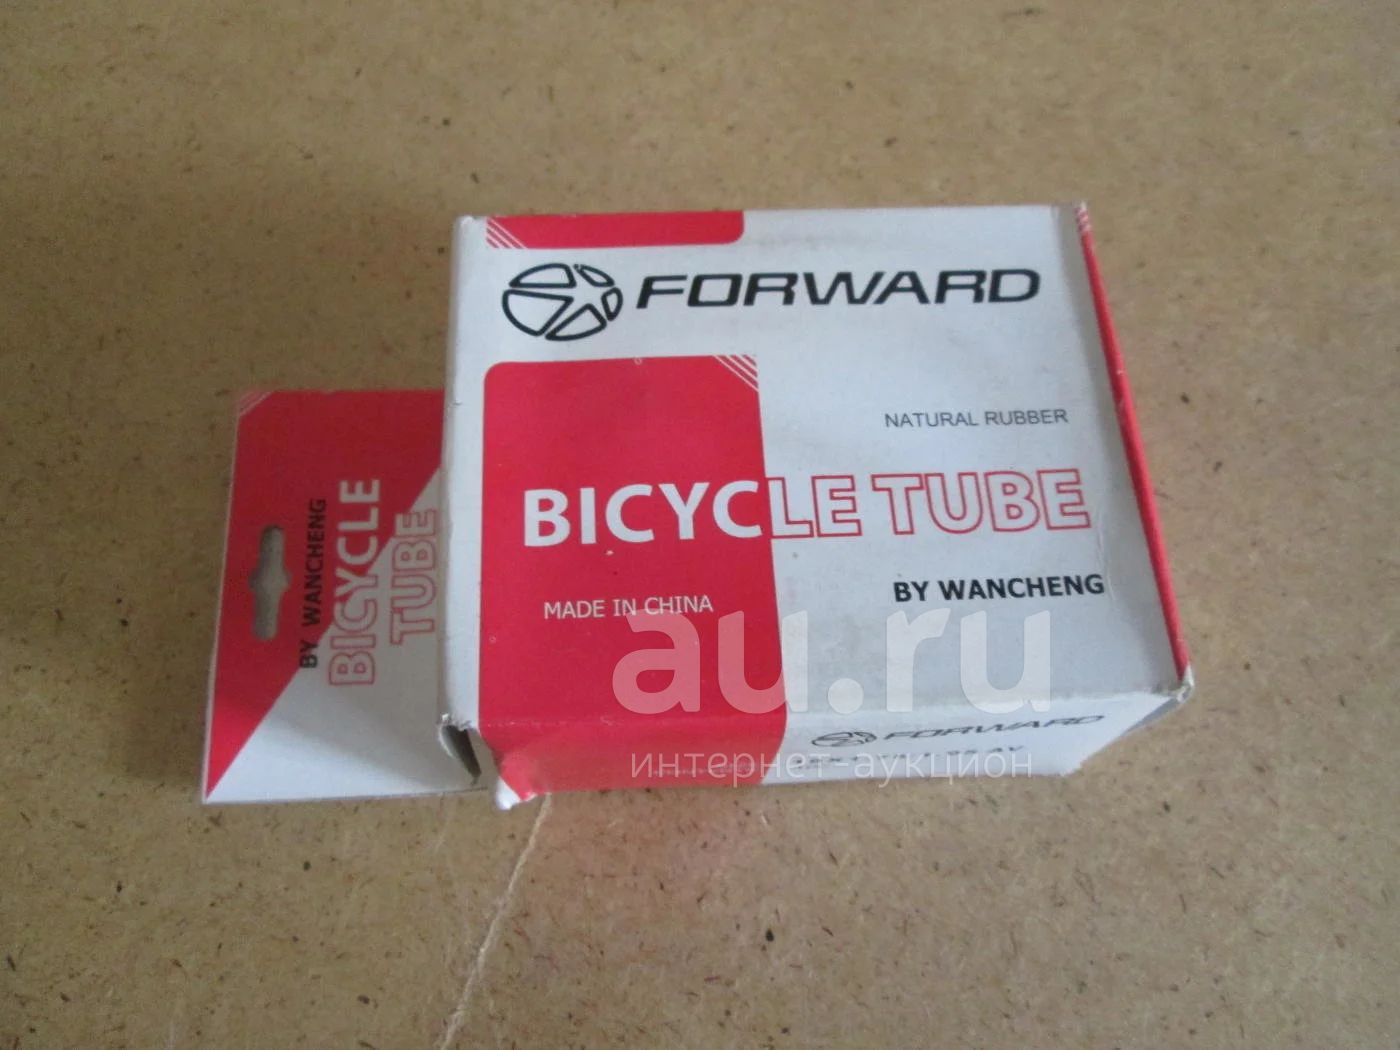 FORWARD
NATURAL RUBBER
BICYCLE TUBE
BY WANCHENG
MADE IN CHINA
BY WANCHENG
BICYCLE
TUBE
FORWARD
au.ru
интернет-аукцион